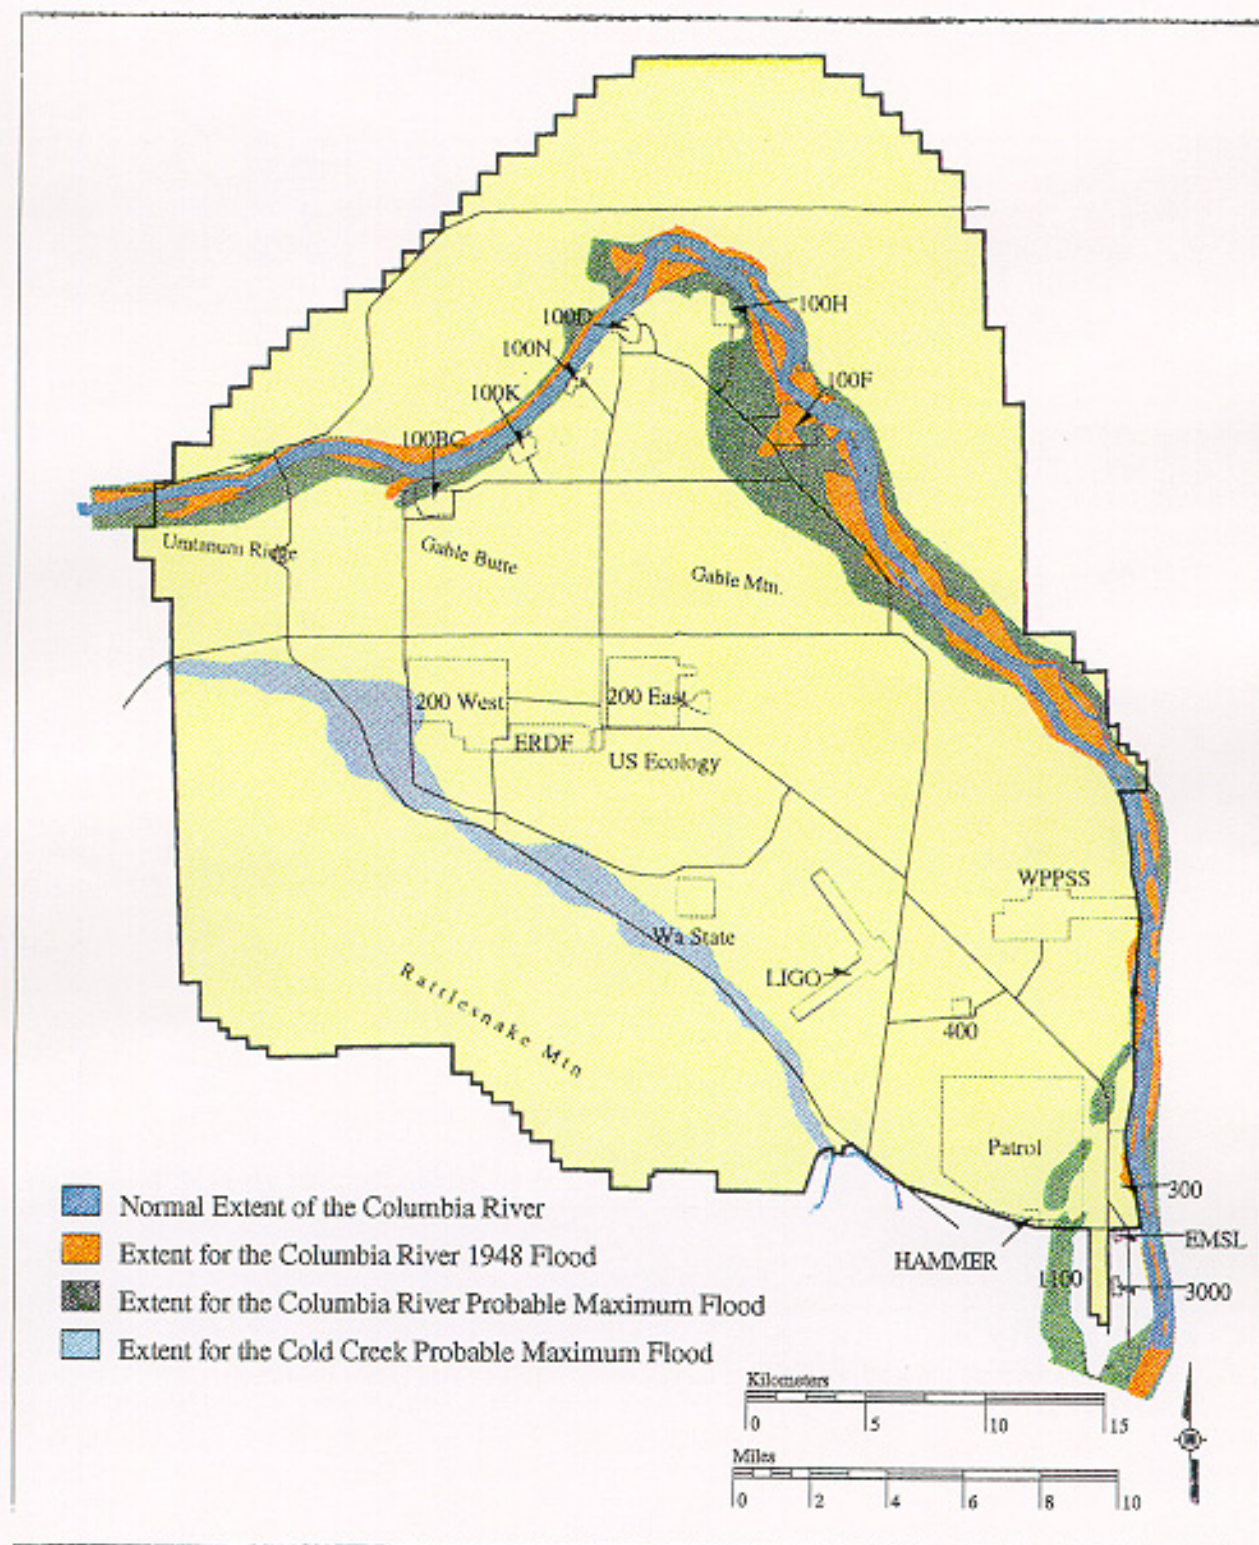 100H
100D
100N
100F
100K
100BC
Umtanum Ridge
Gable Butte
Gable Mtn.
200 West
200 East
ERDF
US Ecology
WPPSS
Wa State
LIGO
Rattlesnake Mtn
400
Patrol
300
Normal Extent of the Columbia River
EMSL
Extent for the Columbia River 1948 Flood
HAMMER
1100
3000
Extent for the Columbia River Probable Maximum Flood
Extent for the Cold Creek Probable Maximum Flood
Kilometers
0 5 10 15
Miles
0 2 4 6 8 10